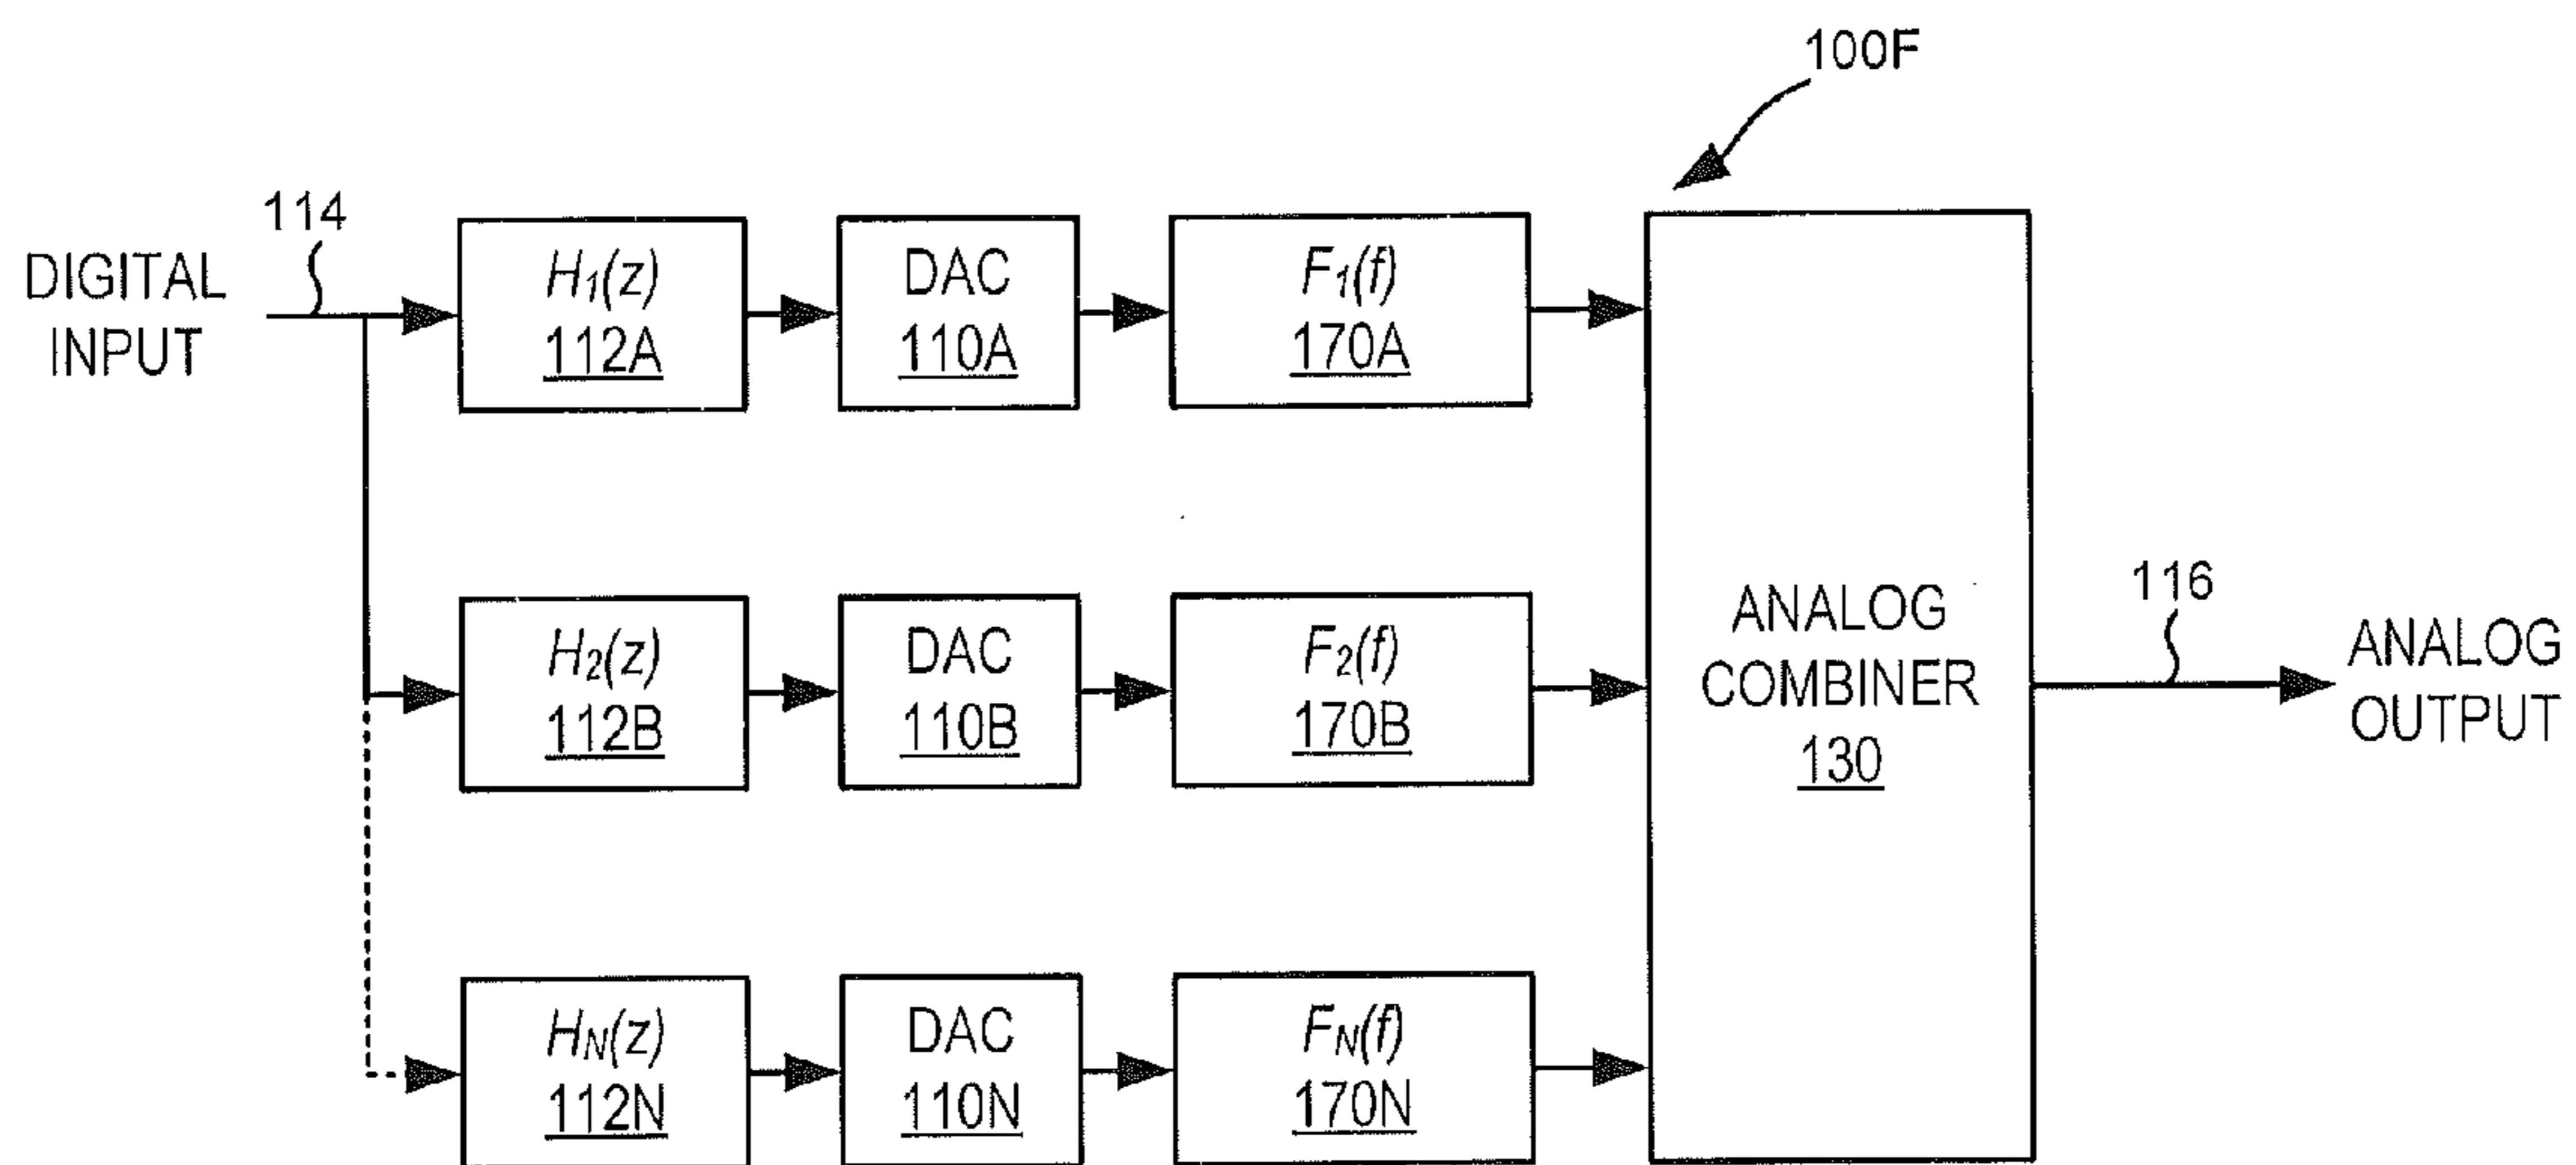 100F
114
DIGITAL
INPUT
H1(z)
112A
DAC
110A
F1(f)
170A
H2(z)
112B
DAC
110B
F2(f)
170B
ANALOG
COMBINER
130
116
ANALOG
OUTPUT
HN(z)
112N
DAC
110N
FN(f)
170N